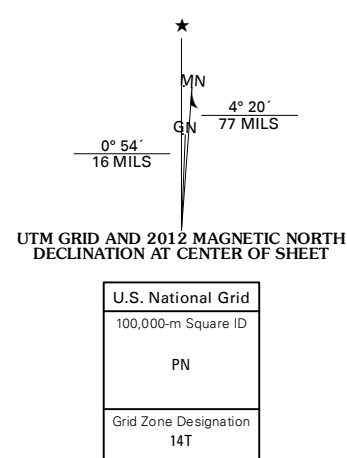 ★
MN
4° 20´
77 MILS
GN
0° 54´
16 MILS
UTM GRID AND 2012 MAGNETIC NORTH
DECLINATION AT CENTER OF SHEET
U.S. National Grid
100,000-m Square ID
PN
Grid Zone Designation
14T